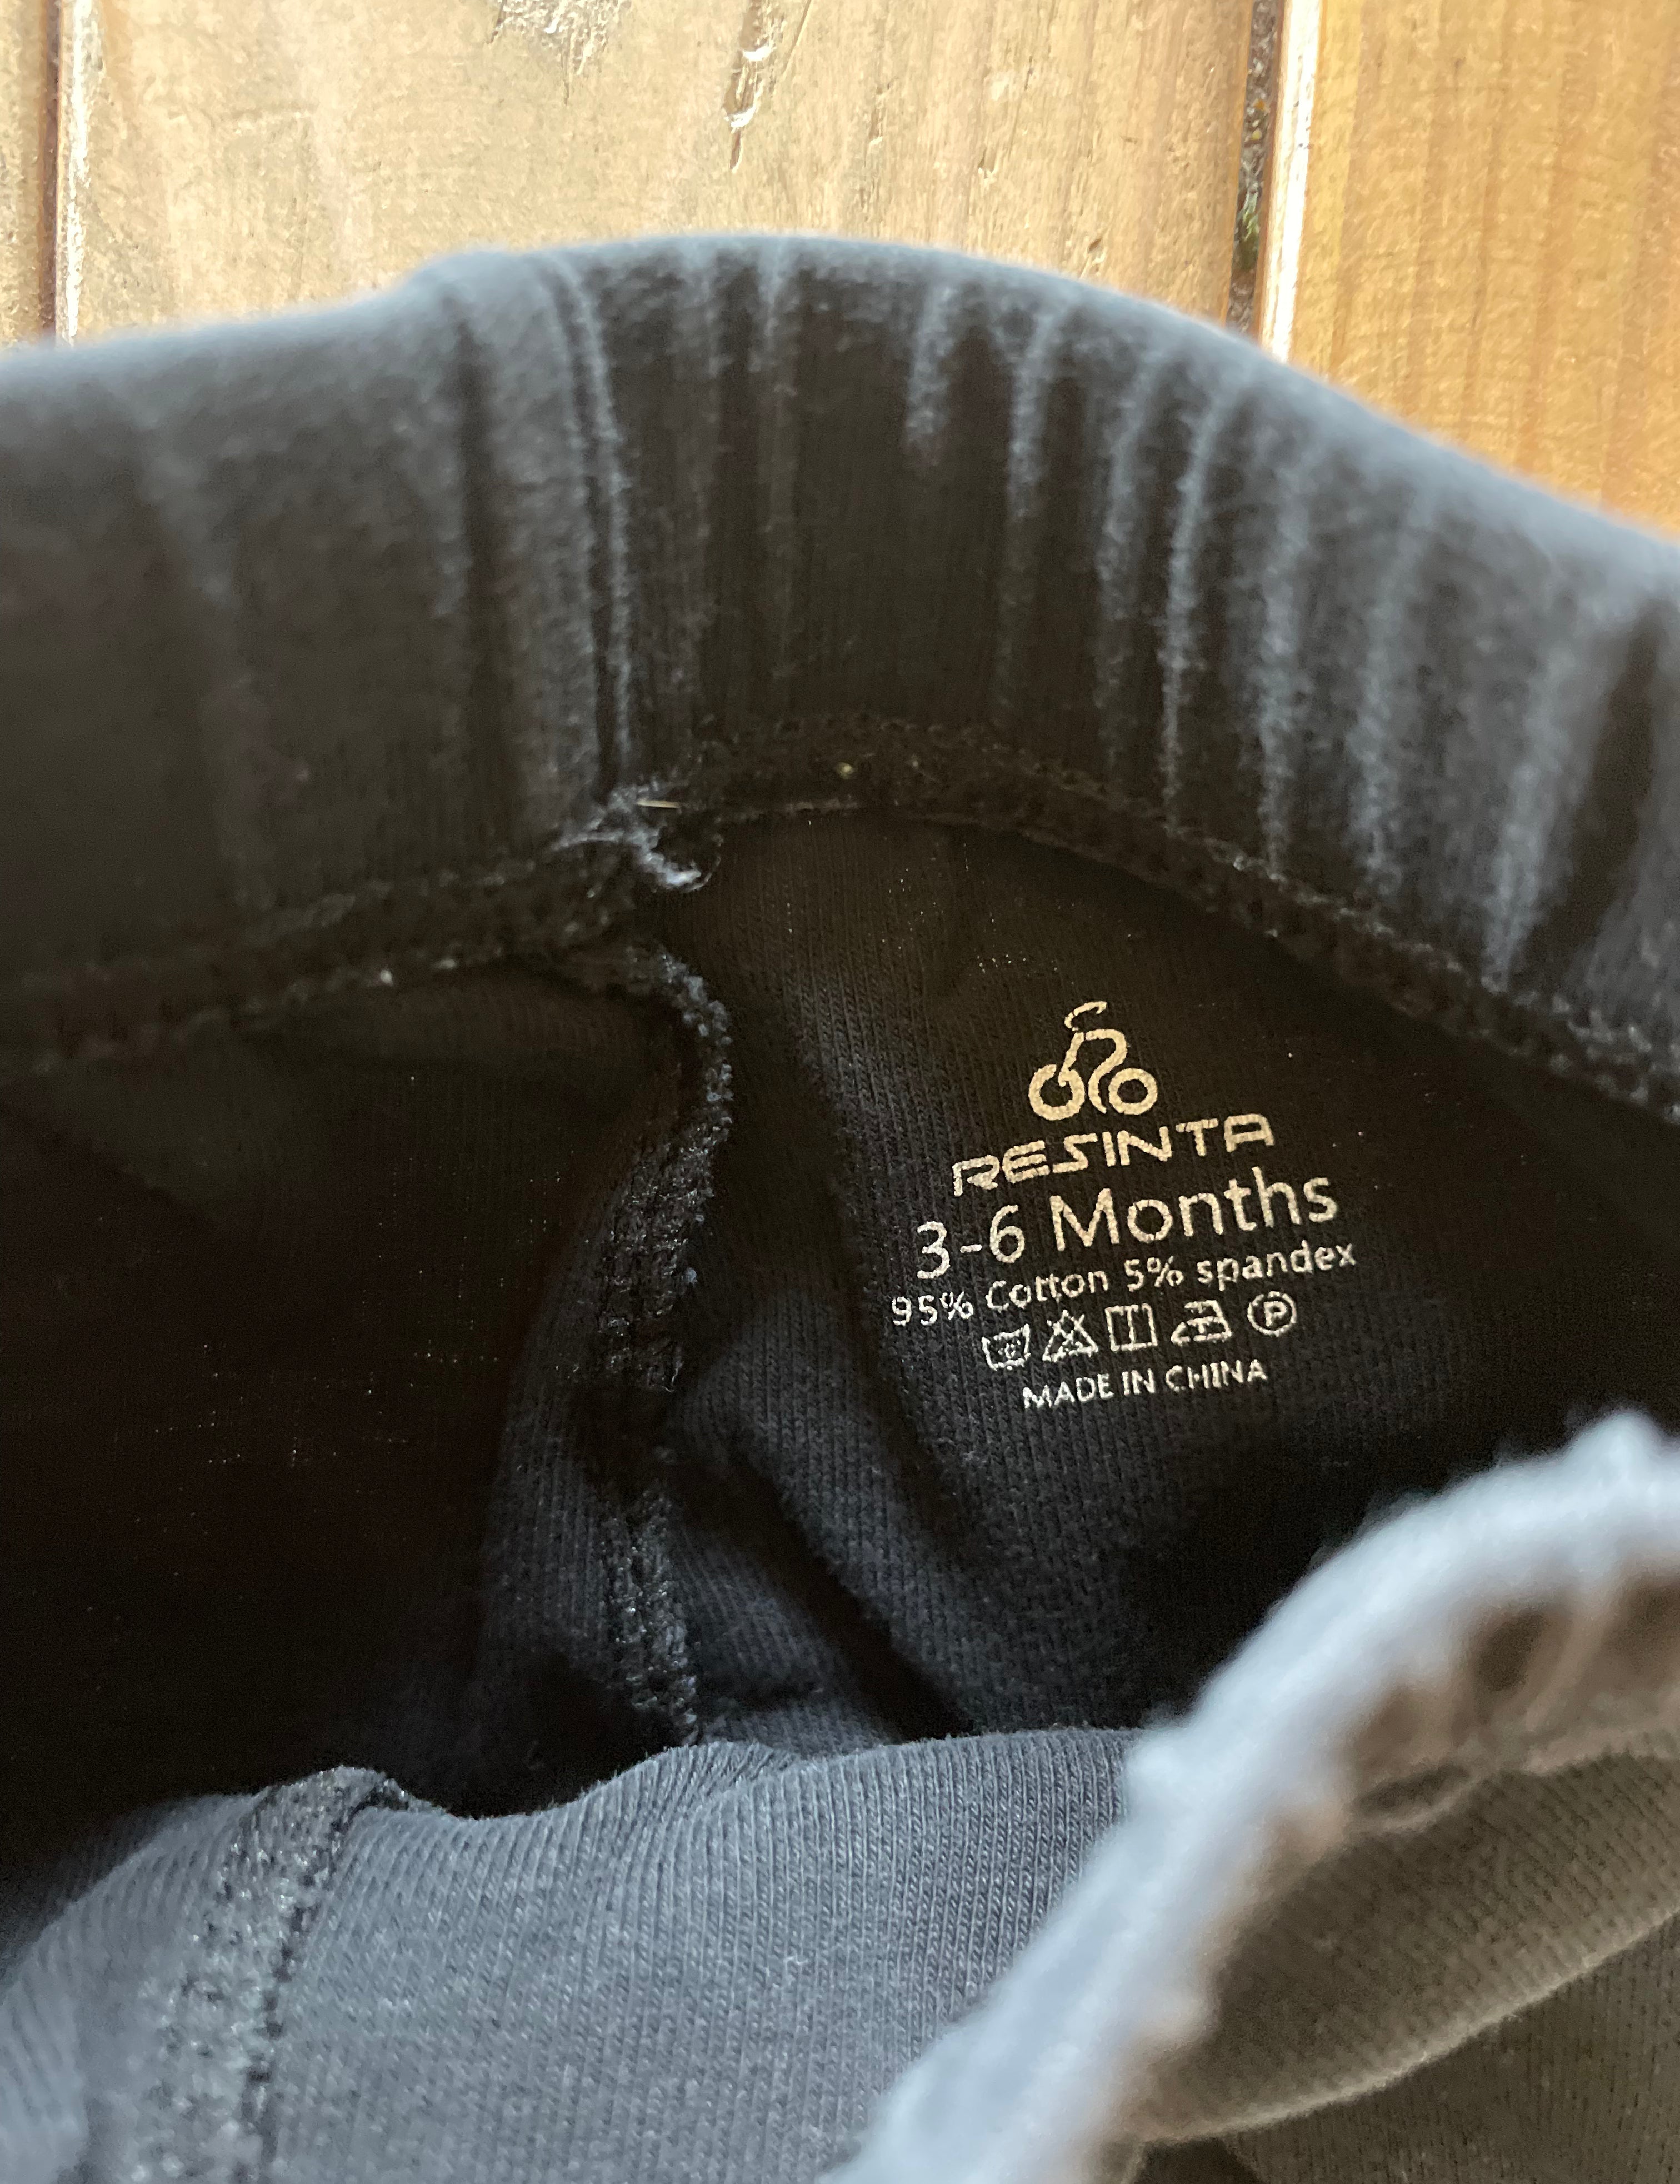 RESINTA
3-6 Months
95% Cotton 5% spandex
P
MADE IN CHINA